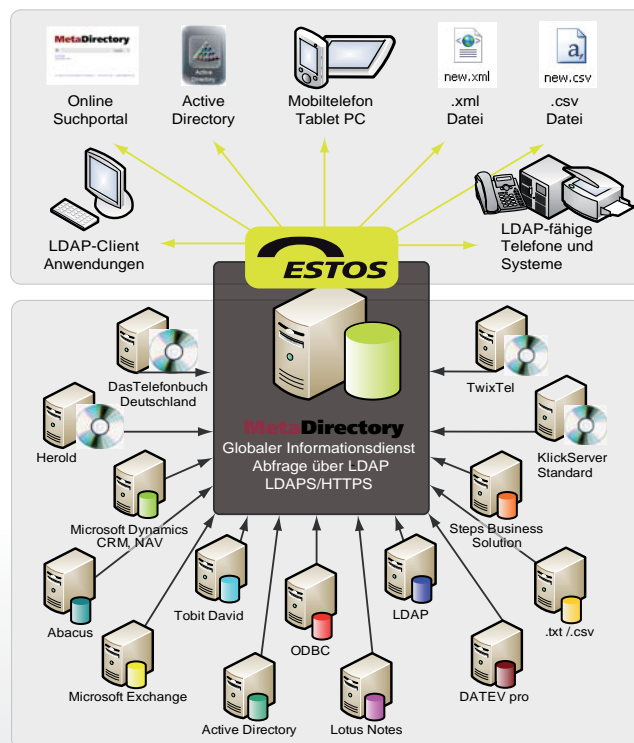 MetaDirectory
Active
Directory
new.xml
a,
new.csv
Online
Suchportal
Active
Directory
Mobiltelefon
Tablet PC
.xml
Datei
.csv
Datei
LDAP-Client
Anwendungen
ESTOS
LDAP-fähige
Telefone und
Systeme
DasTelefonbuch
Deutschland
TwixTel
Herold
MetaDirectory
Globaler Informationsdienst
Abfrage über LDAP
LDAPS/HTTPS
KlickServer
Standard
Microsoft Dynamics
CRM, NAV
Steps Business
Solution
Abacus
Tobit David
ODBC
LDAP
.txt /.csv
Microsoft Exchange
Active Directory
Lotus Notes
DATEV pro